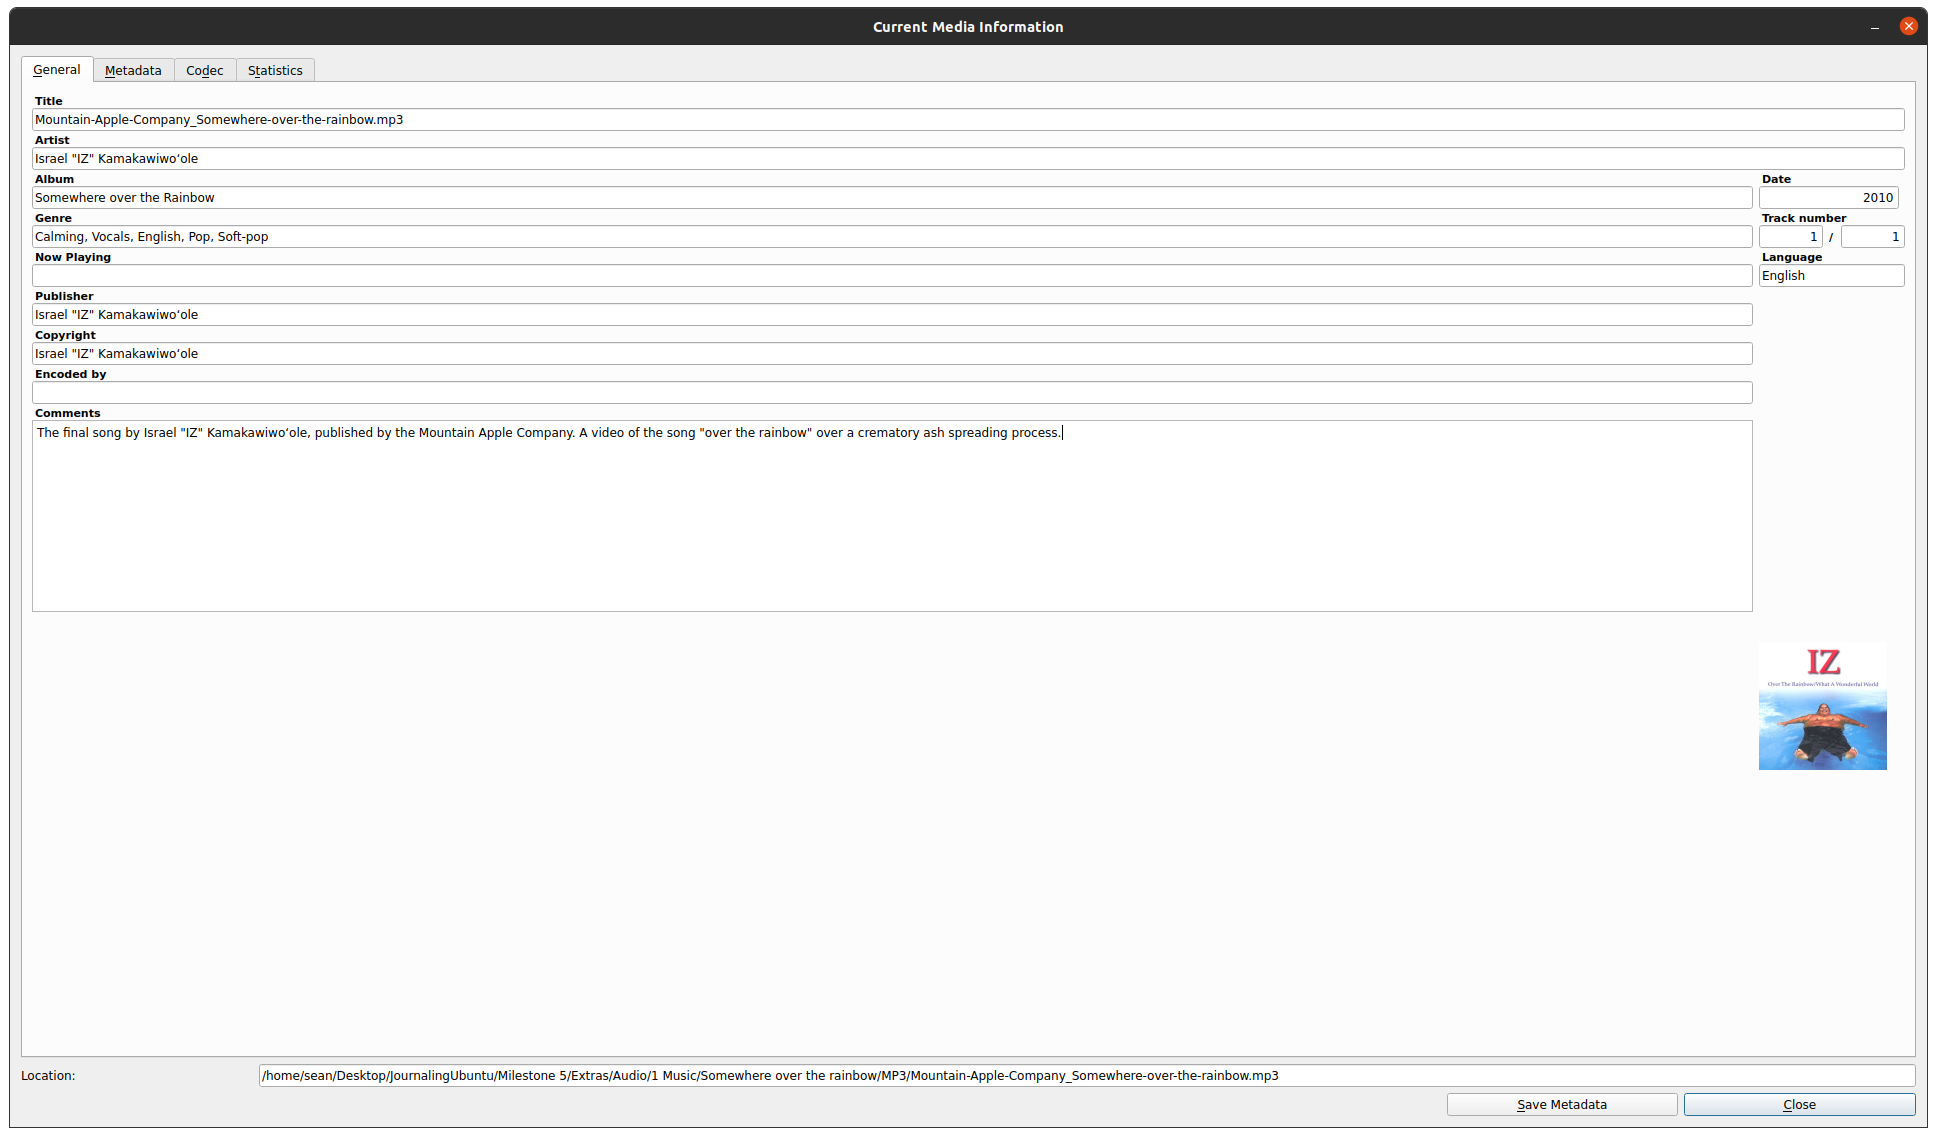 Current Media Information
General
Metadata
Codec
Statistics
Title
Mountain-Apple-Company_Somewhere-over-the-rainbow.mp3
Artist
Israel "IZ" Kamakawiwoʻole
Album
Date
Somewhere over the Rainbow
2010
Genre
Track number
Calming, Vocals, English, Pop, Soft-pop
1 / 1
Now Playing
Language
English
Publisher
Israel "IZ" Kamakawiwoʻole
Copyright
Israel "IZ" Kamakawiwoʻole
Encoded by
Comments
The final song by Israel "IZ" Kamakawiwoʻole, published by the Mountain Apple Company. A video of the song "over the rainbow" over a crematory ash spreading process.
IZ
Over The Rainbow/What A Wonderful World
Location:
/home/sean/Desktop/JournalingUbuntu/Milestone 5/Extras/Audio/1 Music/Somewhere over the rainbow/MP3/Mountain-Apple-Company_Somewhere-over-the-rainbow.mp3
Save Metadata
Close